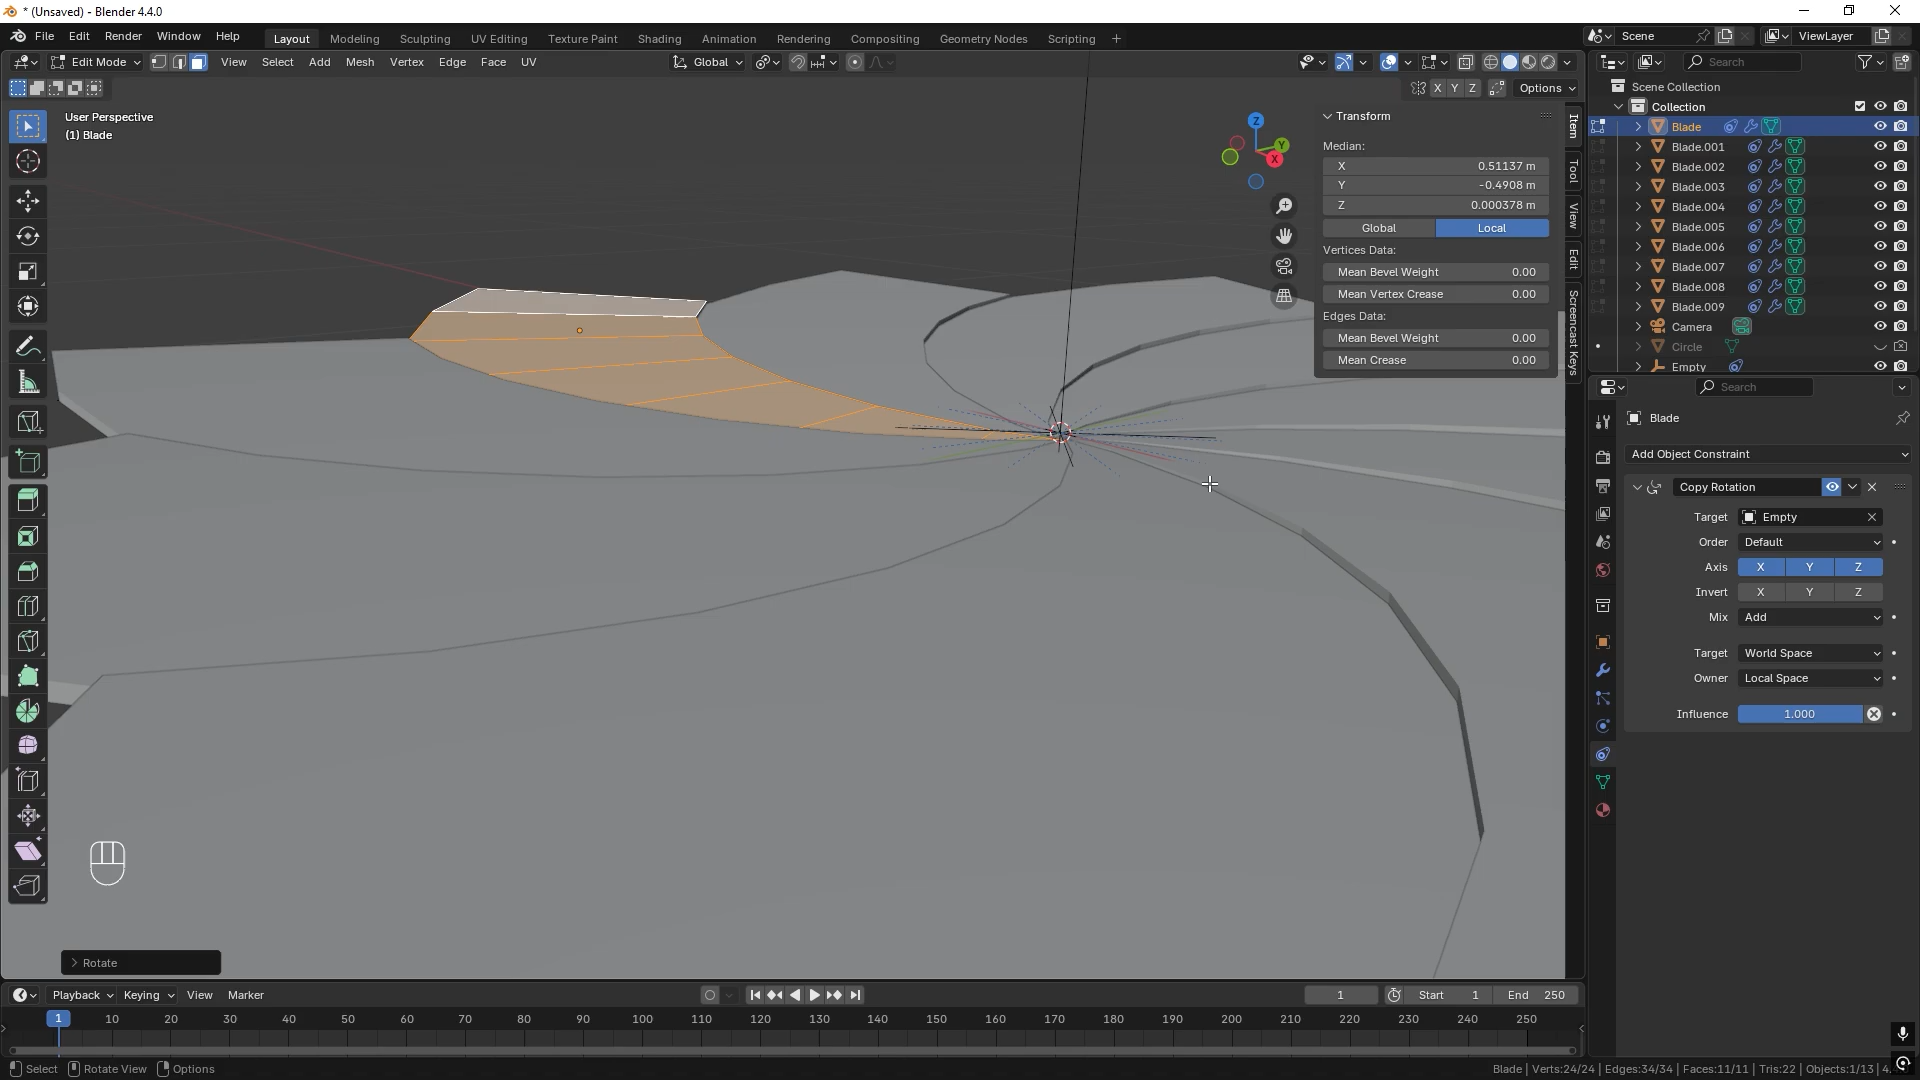 * (Unsaved) - Blender 4.4.0
File Edit Render Window Help Layout Modeling Sculpting UV Editing Texture Paint Shading Animation Rendering Compositing Geometry Nodes Scripting + Scene ViewLayer
Edit Mode View Select Add Mesh Vertex Edge Face UV Global Search
X Y Z Options
User Perspective
(1) Blade
Z
Y
X
Transform
Median:
X 0.51137 m
Y -0.4908 m
Z 0.000378 m
Global Local
Vertices Data:
Mean Bevel Weight 0.00
Mean Vertex Crease 0.00
Edges Data:
Mean Bevel Weight 0.00
Mean Crease 0.00
Item
Tool
View
Edit
Screencast Keys
Scene Collection
Collection
Blade
Blade.001
Blade.002
Blade.003
Blade.004
Blade.005
Blade.006
Blade.007
Blade.008
Blade.009
Camera
Circle
Empty
Search
Blade
Add Object Constraint
Copy Rotation
Target Empty
Order Default
Axis X Y Z
Invert X Y Z
Mix Add
Target World Space
Owner Local Space
Influence 1.000
Rotate
Playback Keying View Marker 1 Start 1 End 250
1 10 20 30 40 50 60 70 80 90 100 110 120 130 140 150 160 170 180 190 200 210 220 230 240 250
Select Rotate View Options Blade | Verts:24/24 | Edges:34/34 | Faces:11/11 | Tris:22 | Objects:1/13 | 4.